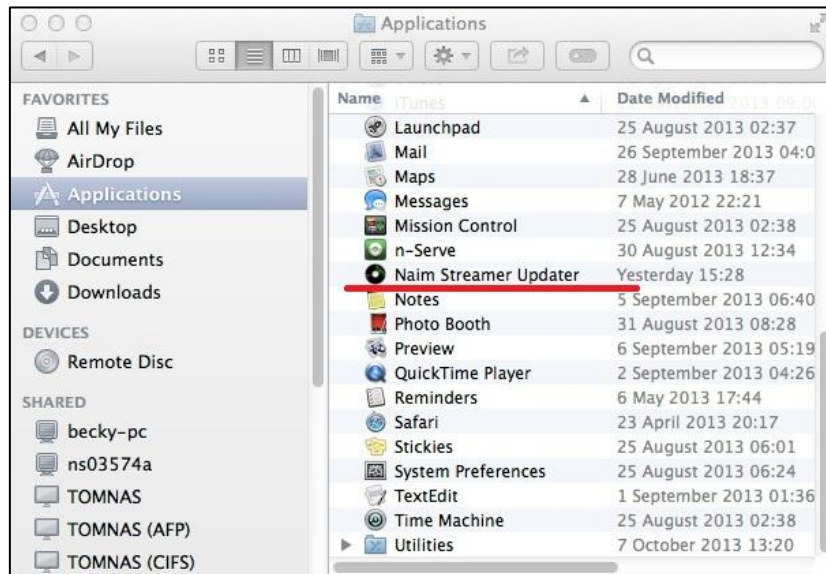 Applications
FAVORITES
All My Files
AirDrop
Applications
Desktop
Documents
Downloads
DEVICES
Remote Disc
SHARED
becky-pc
ns03574a
TOMNAS
TOMNAS (AFP)
TOMNAS (CIFS)
Name Date Modified
iTunes
Launchpad 25 August 2013 02:37
Mail 26 September 2013 04:0
Maps 28 June 2013 18:37
Messages 7 May 2012 22:21
Mission Control 25 August 2013 02:38
n-Serve 30 August 2013 12:34
Naim Streamer Updater Yesterday 15:28
Notes 5 September 2013 06:40
Photo Booth 31 August 2013 08:28
Preview 6 September 2013 05:19
QuickTime Player 2 September 2013 04:26
Reminders 6 May 2013 17:44
Safari 23 April 2013 20:17
Stickies 25 August 2013 06:01
System Preferences 25 August 2013 06:24
TextEdit 1 September 2013 01:36
Time Machine 25 August 2013 02:38
Utilities 7 October 2013 13:20